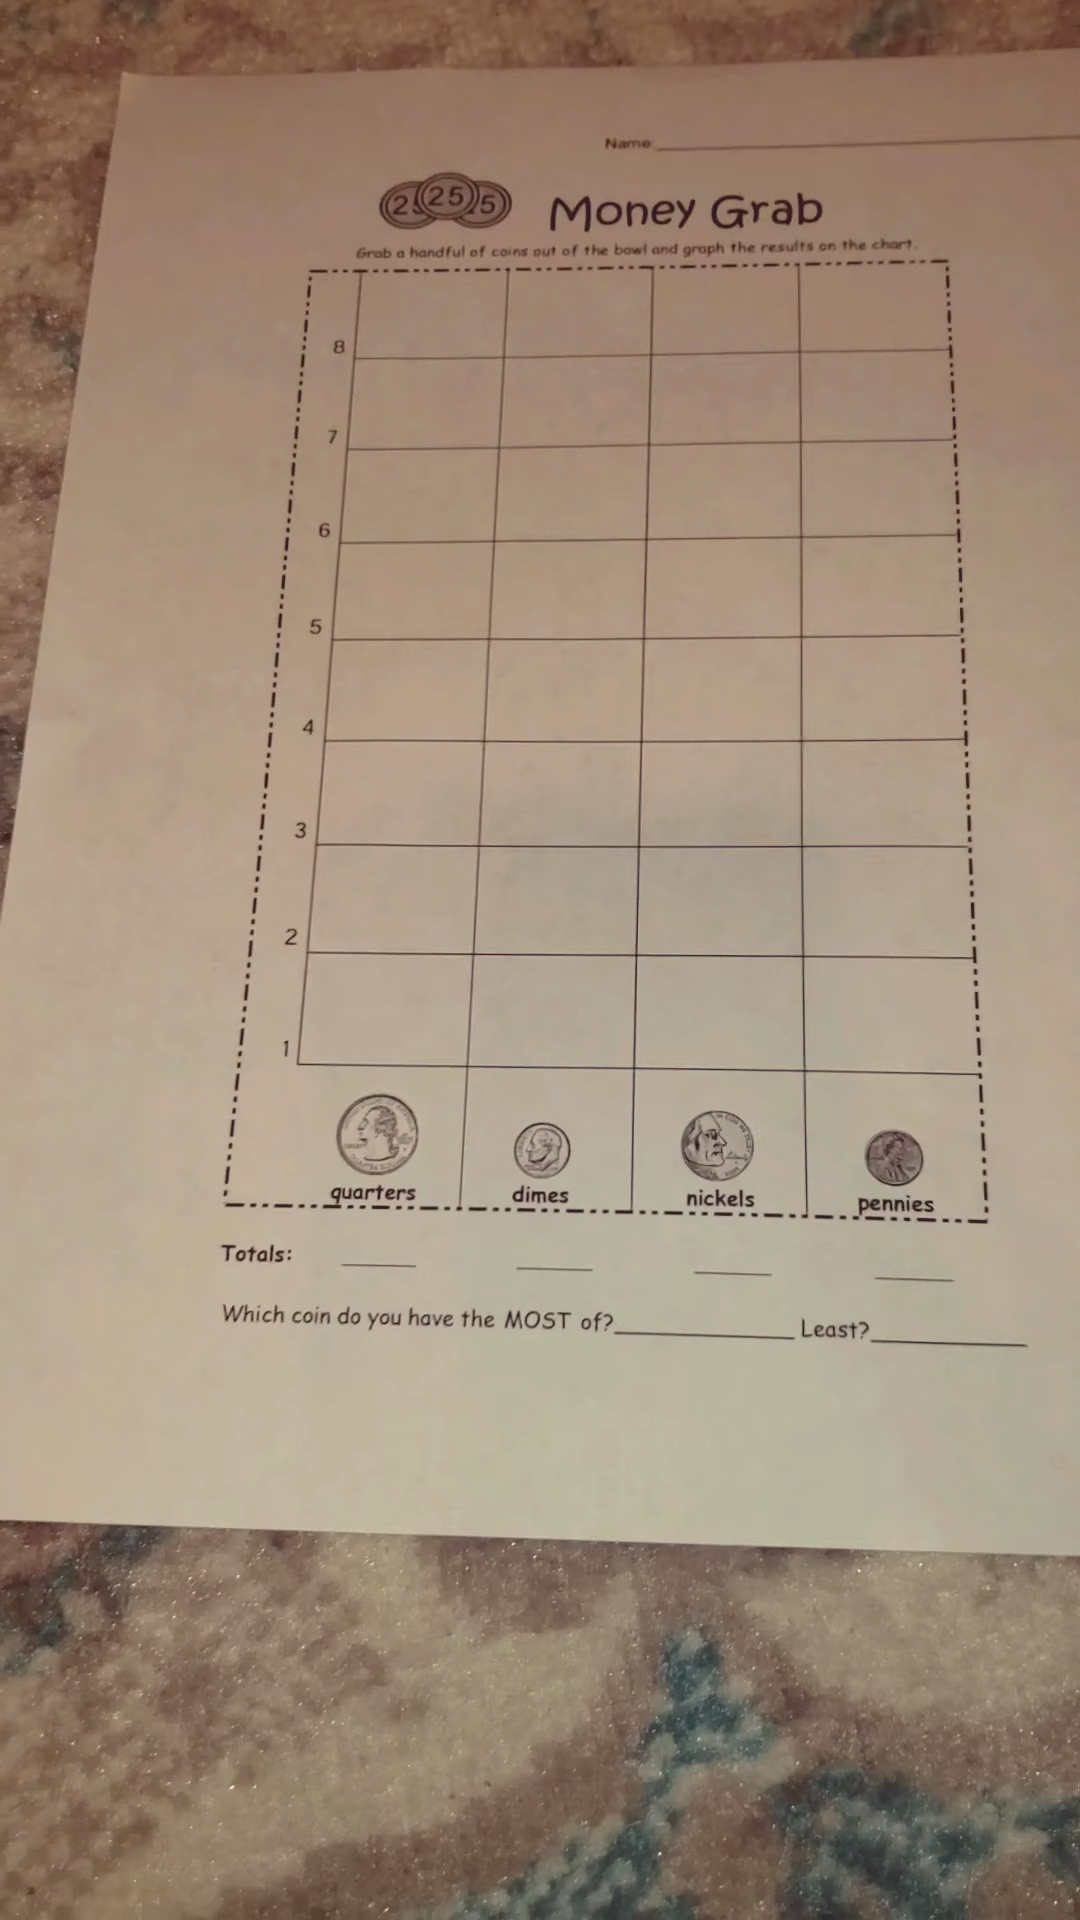 Name:
25 25 25
Money Grab
Grab a handful of coins out of the bowl and graph the results on the chart.
8
7
6
5
4
3
2
1
quarters dimes nickels pennies
Totals:
Which coin do you have the MOST of? Least?